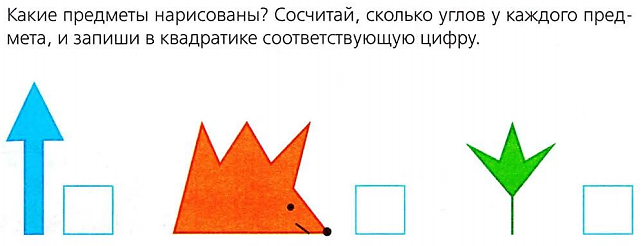 Какие предметы нарисованы? Сосчитай, сколько углов у каждого пред-
мета, и запиши в квадратике соответствующую цифру.